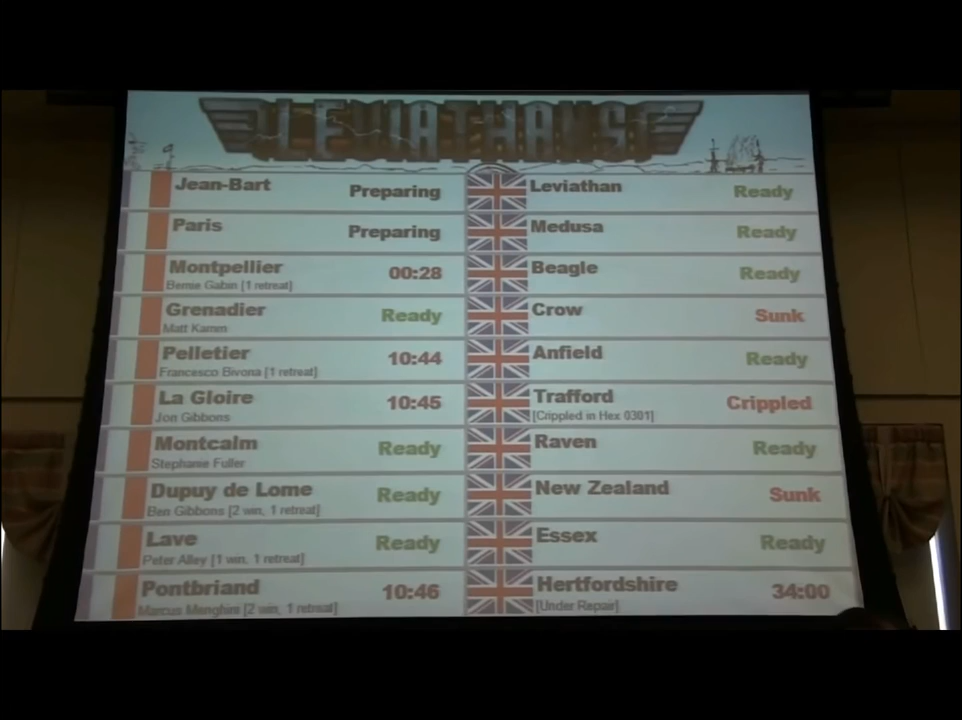 LEVIATHANS
Jean-Bart Preparing Leviathan Ready
Paris Preparing Medusa Ready
Montpellier 00:28 Beagle Ready
Bernie Gabin [1 retreat]
Grenadier Ready Crow Sunk
Matt Kamm
Pelletier 10:44 Anfield Ready
Francesco Bivona [1 retreat]
La Gloire 10:45 Trafford Crippled
Jon Gibbons [Crippled in Hex 0301]
Montcalm Ready Raven Ready
Stephanie Fuller
Dupuy de Lome Ready New Zealand Sunk
Ben Gibbons [2 win, 1 retreat]
Lave Ready Essex Ready
Peter Alley [1 win, 1 retreat]
Pontbriand 10:46 Hertfordshire 34:00
Marcus Menghini [2 win, 1 retreat] [Under Repair]